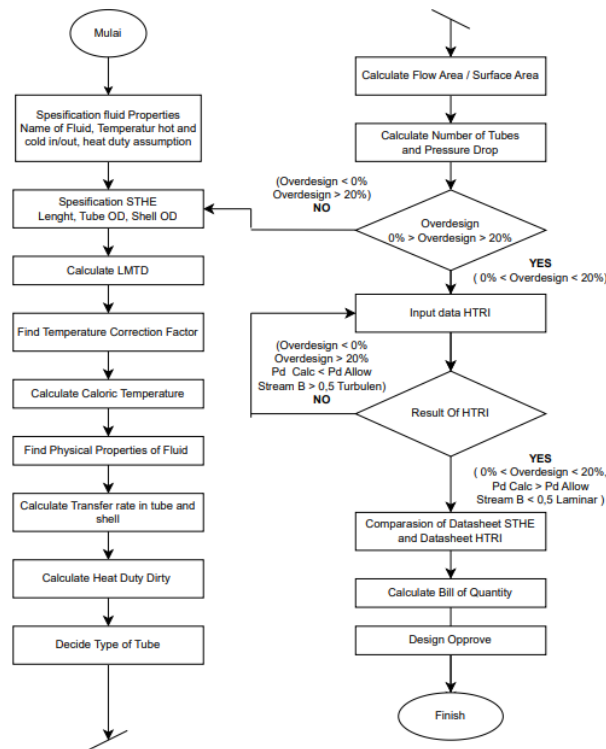 Mulai
Spesification fluid Properties
Name of Fluid, Temperatur hot and
cold in/out, heat duty assumption
Spesification STHE
Lenght, Tube OD, Shell OD
Calculate LMTD
Find Temperature Correction Factor
Calculate Caloric Temperature
Find Physical Properties of Fluid
Calculate Transfer rate in tube and
shell
Calculate Heat Duty Dirty
Decide Type of Tube
Calculate Flow Area / Surface Area
Calculate Number of Tubes
and Pressure Drop
(Overdesign < 0%
Overdesign > 20%)
NO
Overdesign
0% > Overdesign > 20%
YES
( 0% < Overdesign < 20%)
Input data HTRI
(Overdesign < 0%
Overdesign > 20%
Pd Calc < Pd Allow
Stream B > 0,5 Turbulen)
NO
Result Of HTRI
YES
( 0% < Overdesign < 20%,
Pd Calc > Pd Allow
Stream B < 0,5 Laminar )
Comparasion of Datasheet STHE
and Datasheet HTRI
Calculate Bill of Quantity
Design Opprove
Finish